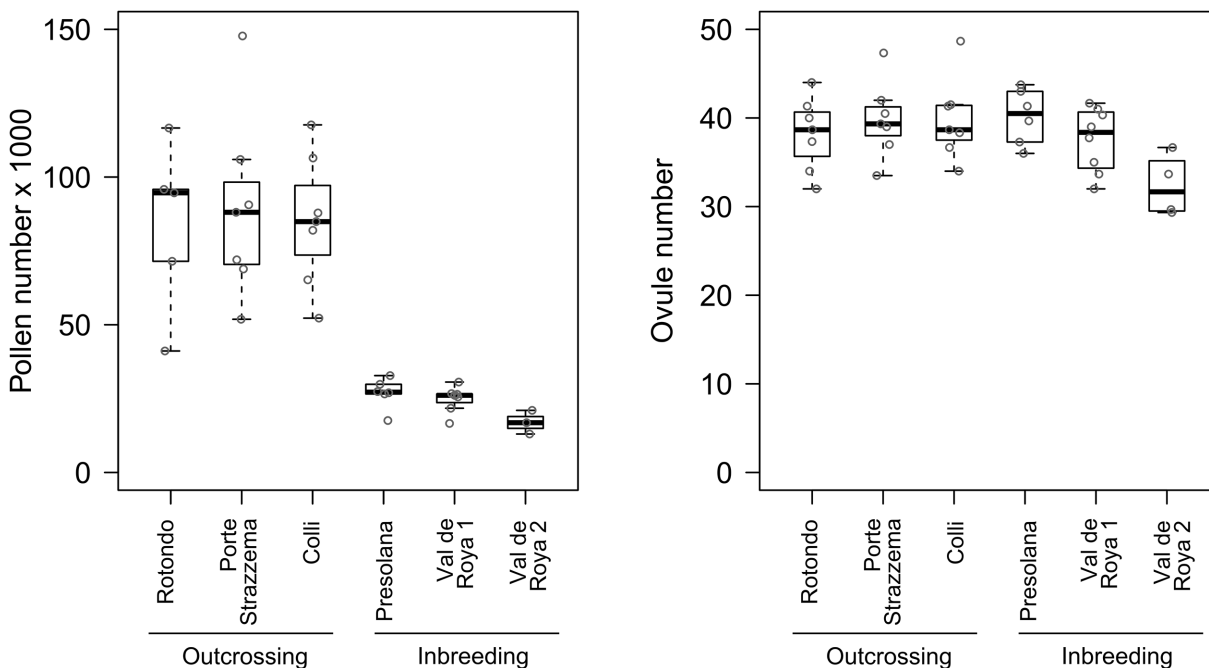 Pollen number x 1000
150
100
50
0
Rotondo
Porte
Strazzema
Colli
Presolana
Val de
Roya 1
Val de
Roya 2
Outcrossing
Inbreeding
Ovule number
50
40
30
20
10
0
Rotondo
Porte
Strazzema
Colli
Presolana
Val de
Roya 1
Val de
Roya 2
Outcrossing
Inbreeding